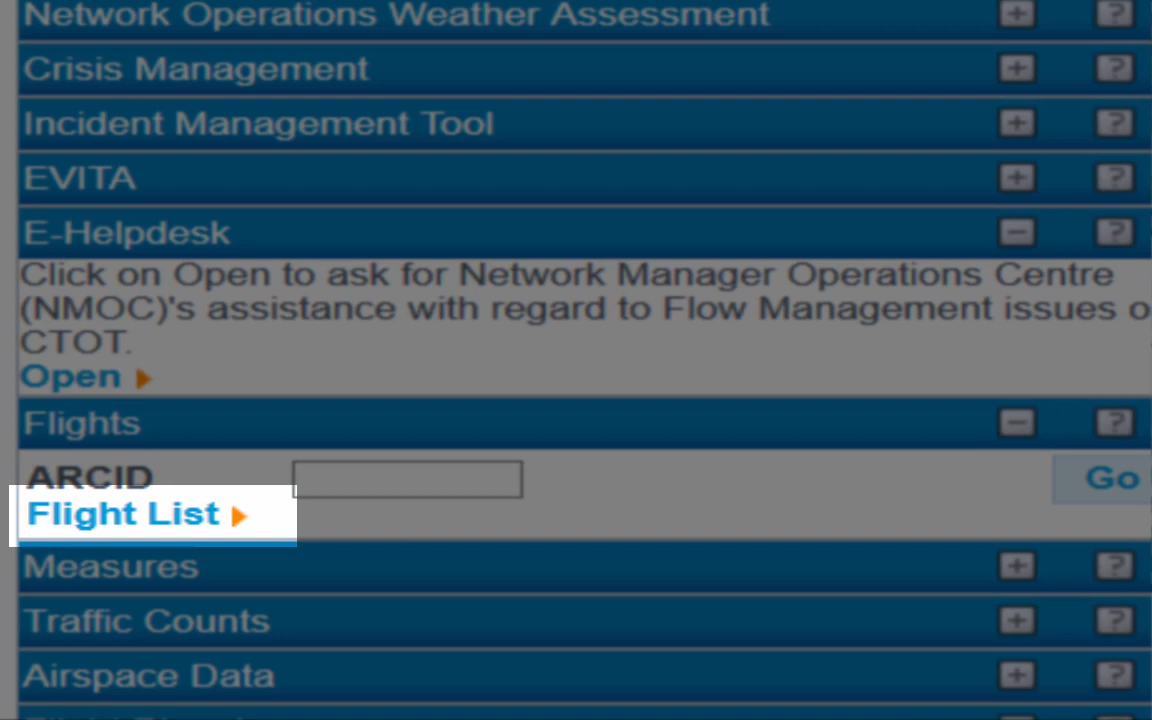 Network Operations Weather Assessment + ?
Crisis Management + ?
Incident Management Tool + ?
EVITA + ?
E-Helpdesk − ?
Click on Open to ask for Network Manager Operations Centre
(NMOC)'s assistance with regard to Flow Management issues o
CTOT.
Open
Flights − ?
ARCID Go
Flight List
Measures + ?
Traffic Counts + ?
Airspace Data + ?